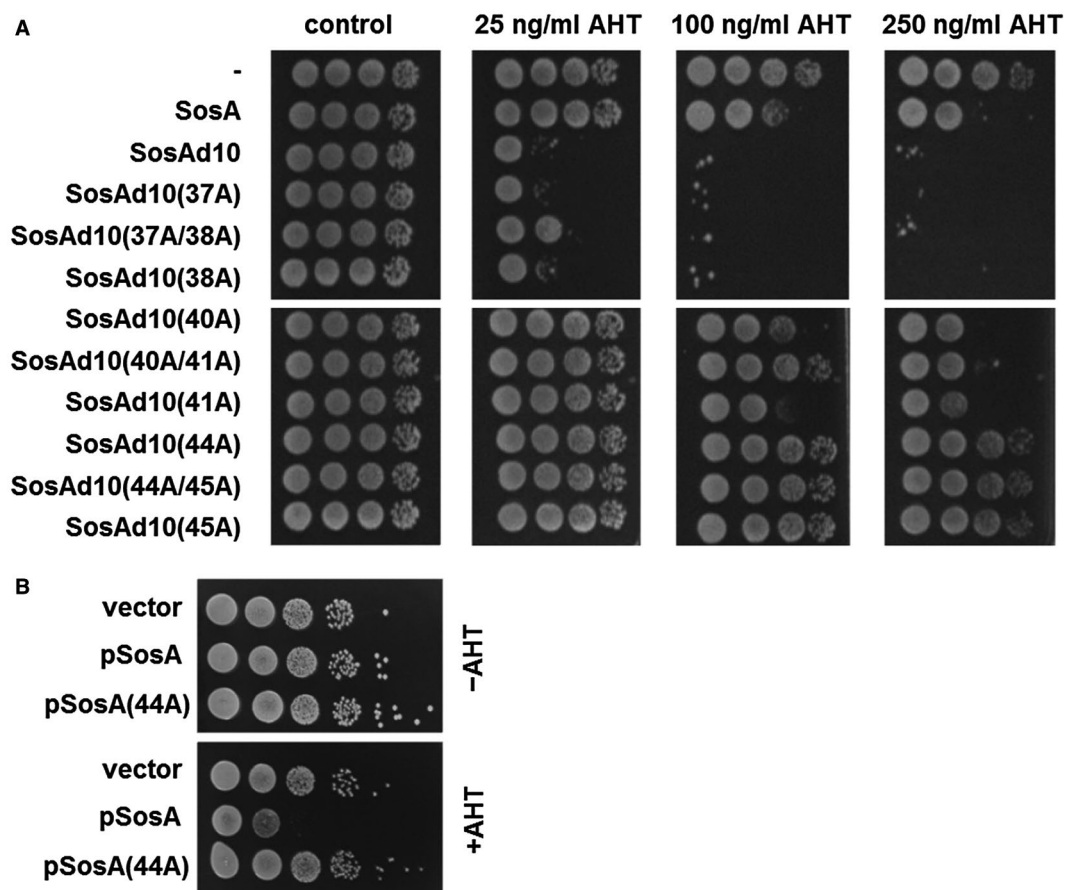 A
control 25 ng/ml AHT 100 ng/ml AHT 250 ng/ml AHT
-
SosA
SosAd10
SosAd10(37A)
SosAd10(37A/38A)
SosAd10(38A)
SosAd10(40A)
SosAd10(40A/41A)
SosAd10(41A)
SosAd10(44A)
SosAd10(44A/45A)
SosAd10(45A)
B
vector
pSosA
pSosA(44A)
−AHT
vector
pSosA
pSosA(44A)
+AHT